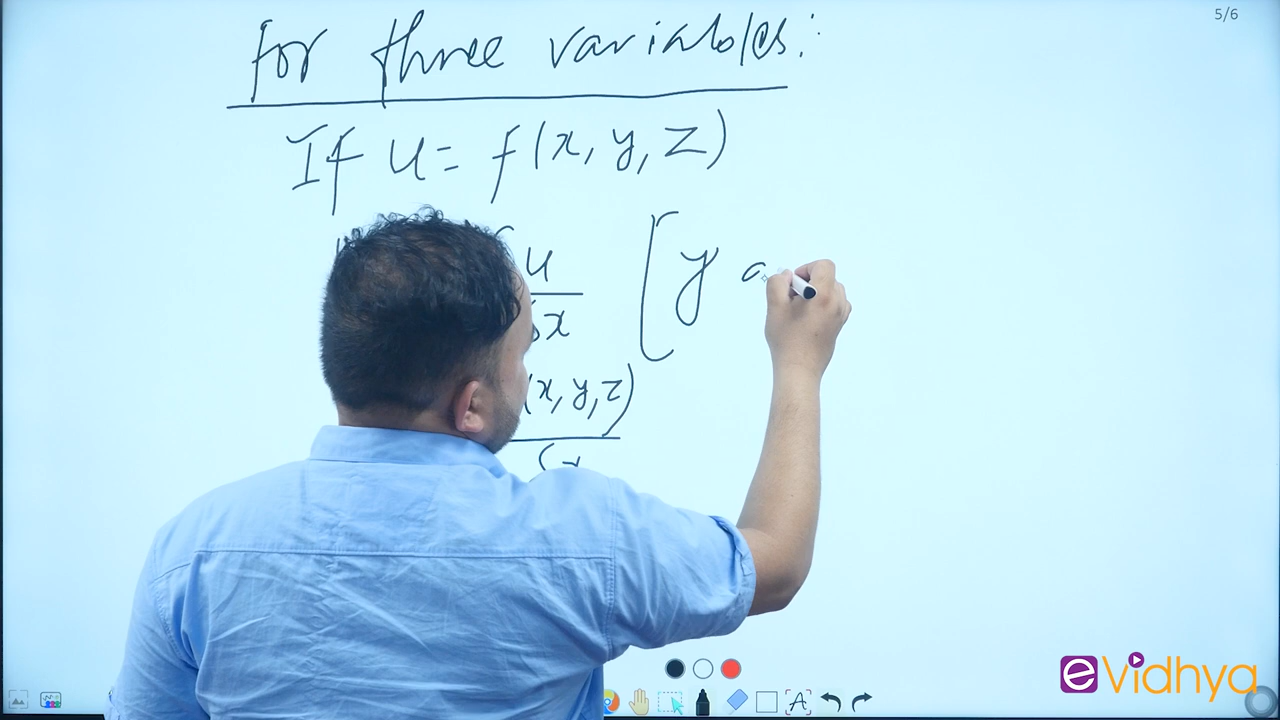 5/6
for three variables:
If u = f(x, y, z)
u [ y a
x
(x, y, z)
x
eVidhya